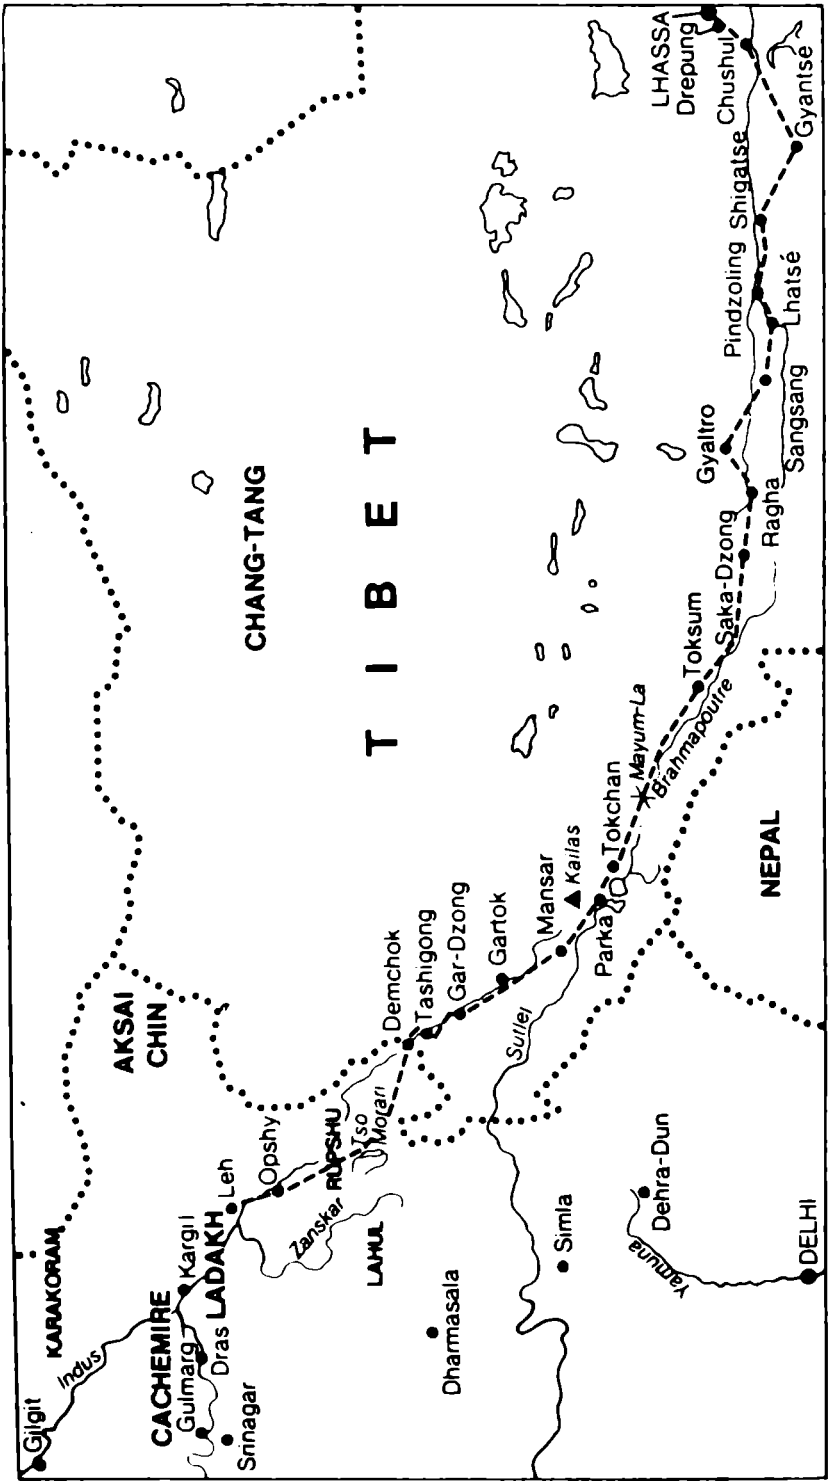 Gilgit
Indus
KARAKORAM
CACHEMIRE
Gulmarg
Srinagar
Dras
Kargil
LADAKH
Leh
Opshy
Zanskar
LAHUL
RUPSHU
Tso
Morari
AKSAI
CHIN
Demchok
Tashigong
Gar-Dzong
Gartok
Mansar
Kailas
Parka
Tokchan
Mayum-La
Brahmapoutre
Toksum
Saka-Dzong
Ragha
Gyaltro
Sangsang
Lhatsé
Pindzoling
Shigatse
Gyantse
Chushul
Drepung
LHASSA
CHANG-TANG
TIBET
NEPAL
Sutlej
Dharmasala
Simla
Dehra-Dun
Yamuna
DELHI